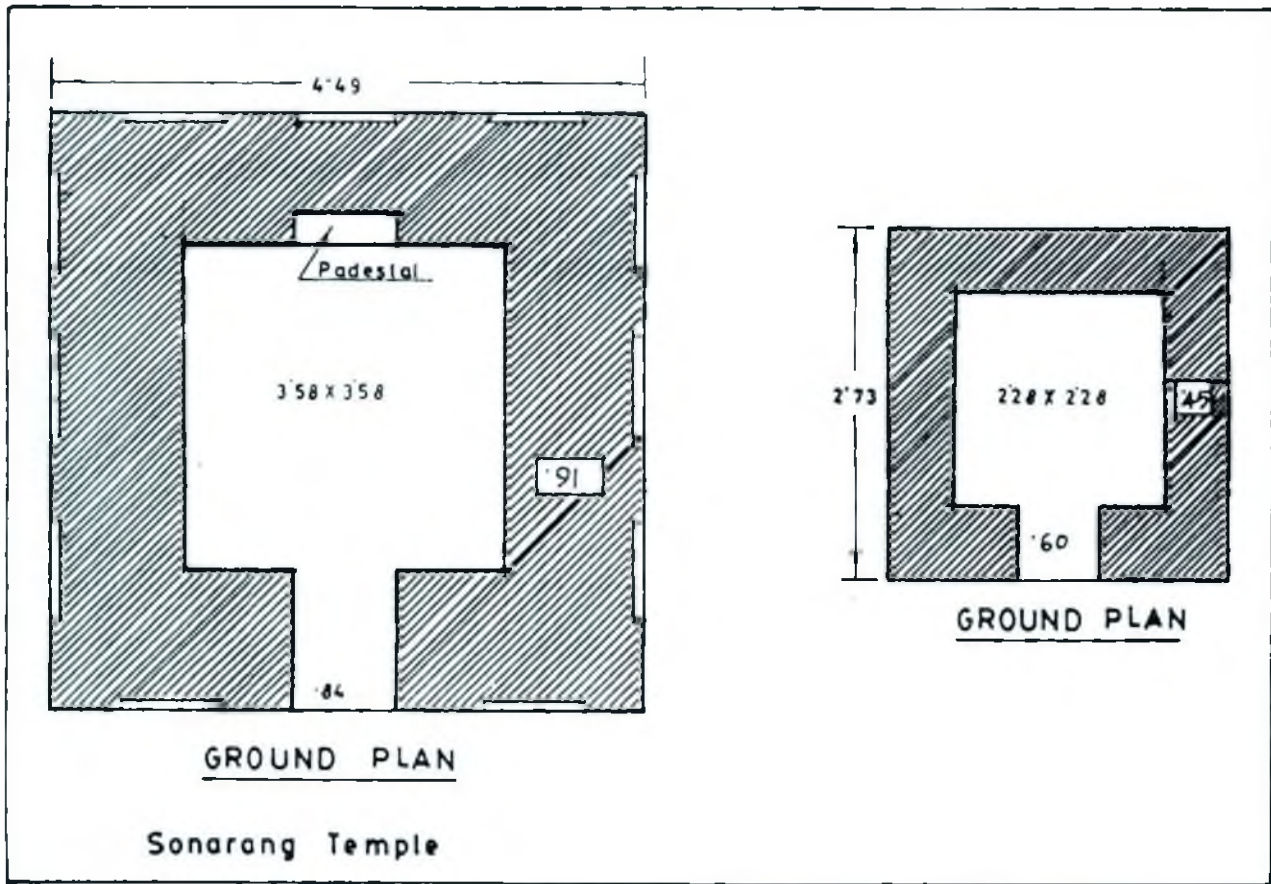 4·49
Padestal
3·58 X 3·58
·91
·84
GROUND PLAN
Sonarang Temple
2·73
2·28 X 2·28
·45
·60
GROUND PLAN